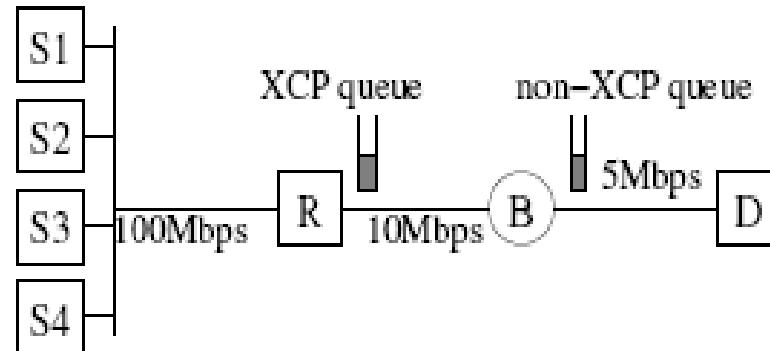 S1
XCP queue
non-XCP queue
S2
5Mbps
S3
100Mbps
R
10Mbps
B
D
S4